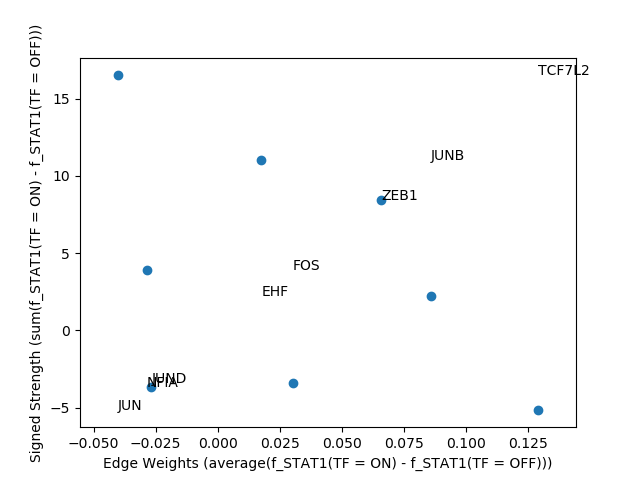 Signed Strength (sum(f_STAT1(TF = ON) - f_STAT1(TF = OFF)))
TCF7L2
15
JUNB
10
ZEB1
5
FOS
EHF
0
JUND
NFIA
JUN
−5
−0.050 −0.025 0.000 0.025 0.050 0.075 0.100 0.125
Edge Weights (average(f_STAT1(TF = ON) - f_STAT1(TF = OFF)))